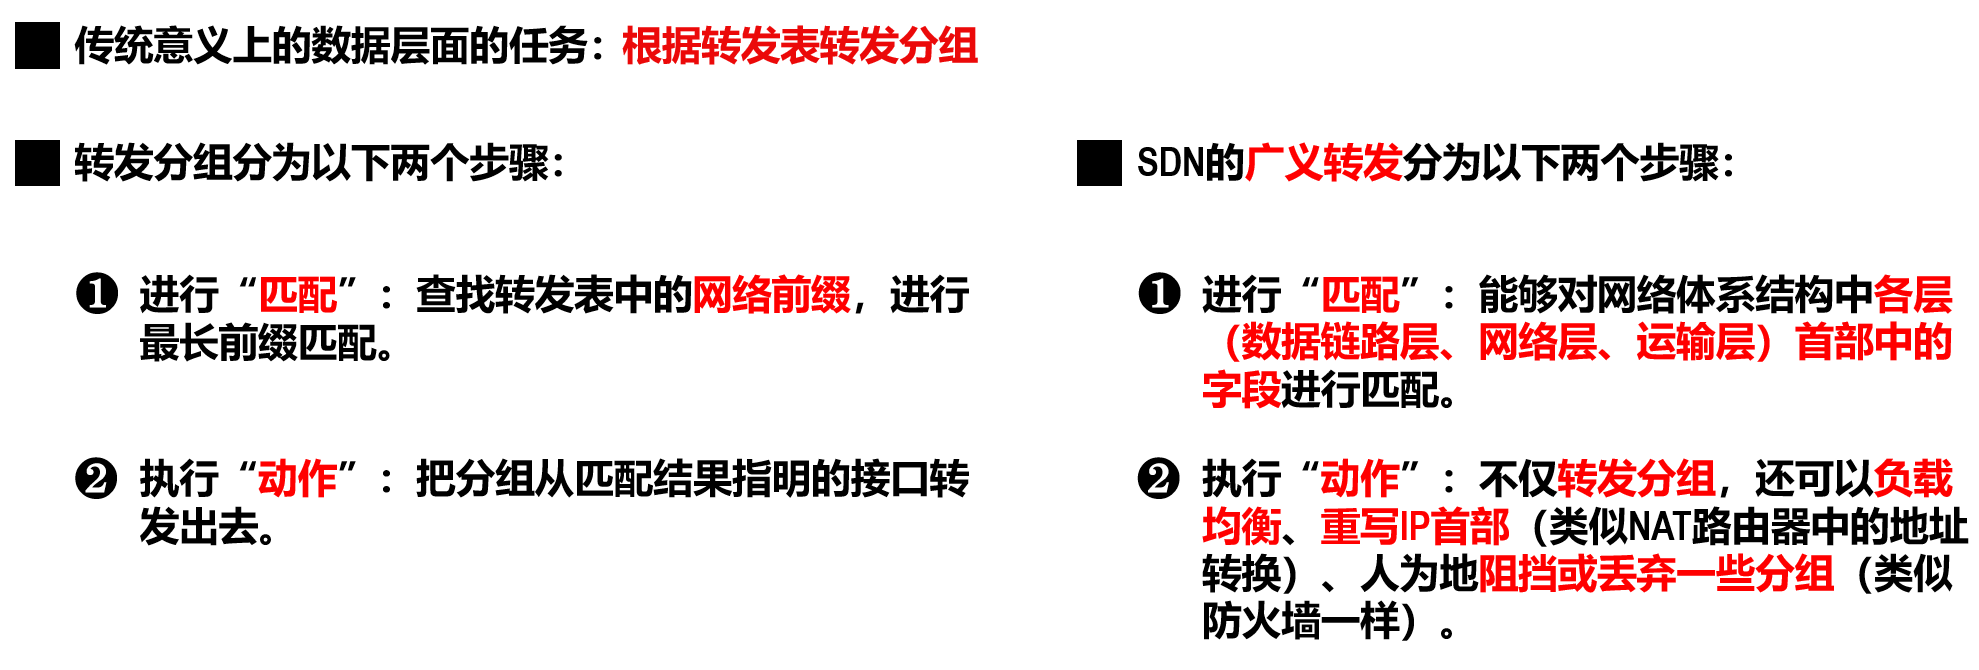 传统意义上的数据层面的任务：根据转发表转发分组
转发分组分为以下两个步骤：
❶ 进行“匹配”：查找转发表中的网络前缀，进行
最长前缀匹配。
❷ 执行“动作”：把分组从匹配结果指明的接口转
发出去。
SDN的广义转发分为以下两个步骤：
❶ 进行“匹配”：能够对网络体系结构中各层
（数据链路层、网络层、运输层）首部中的
字段进行匹配。
❷ 执行“动作”：不仅转发分组，还可以负载
均衡、重写IP首部（类似NAT路由器中的地址
转换）、人为地阻挡或丢弃一些分组（类似
防火墙一样）。